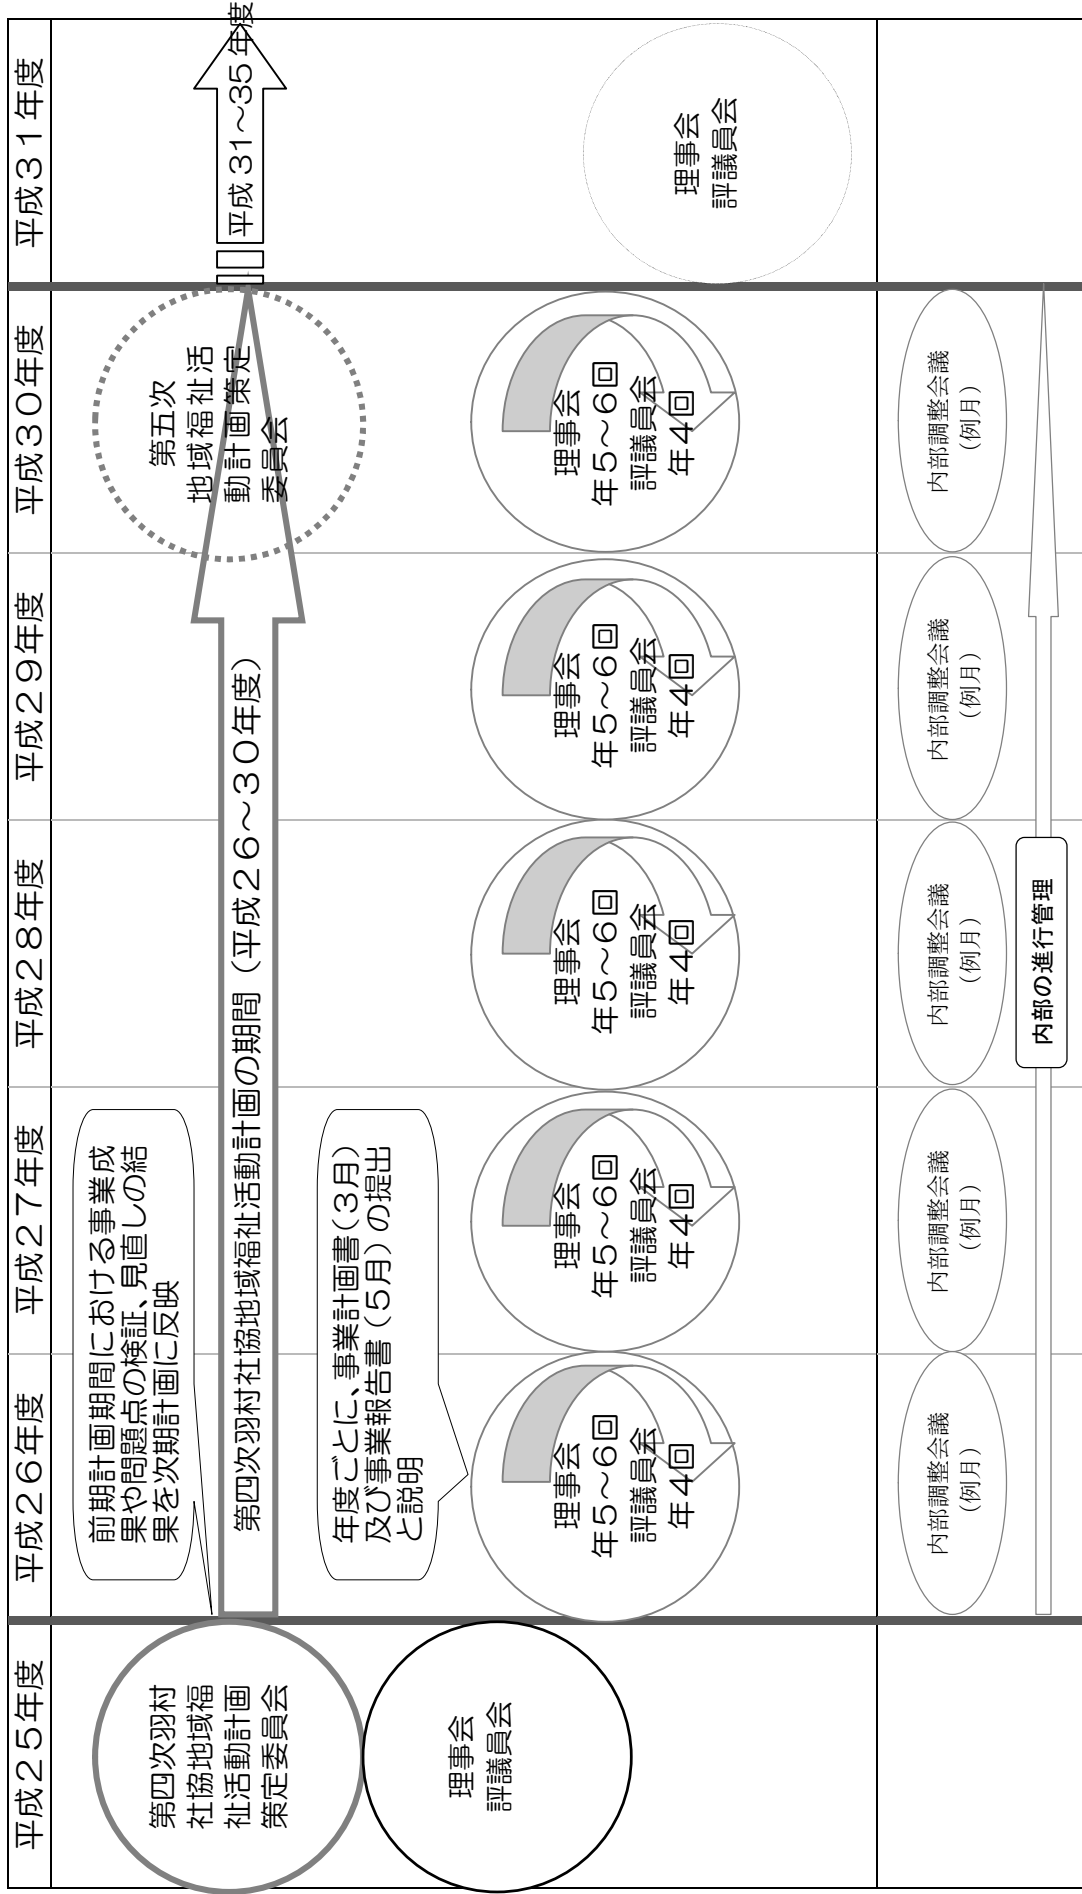 平成25年度
平成26年度
平成27年度
平成28年度
平成29年度
平成30年度
平成31年度
第四次羽村
社協地域福
祉活動計画
策定委員会
前期計画期間における事業成
果や問題点の検証、見直しの結
果を次期計画に反映
第四次羽村社協地域福祉活動計画の期間（平成26～30年度）
第五次
地域福祉活
動計画策定
委員会
平成 31～35 年度
年度ごとに、事業計画書（3月）
及び事業報告書（5月）の提出
と説明
理事会
評議員会
理事会
年5～6回
評議員会
年4回
理事会
年5～6回
評議員会
年4回
理事会
年5～6回
評議員会
年4回
理事会
年5～6回
評議員会
年4回
理事会
年5～6回
評議員会
年4回
理事会
評議員会
内部調整会議
（例月）
内部調整会議
（例月）
内部調整会議
（例月）
内部調整会議
（例月）
内部調整会議
（例月）
内部の進行管理